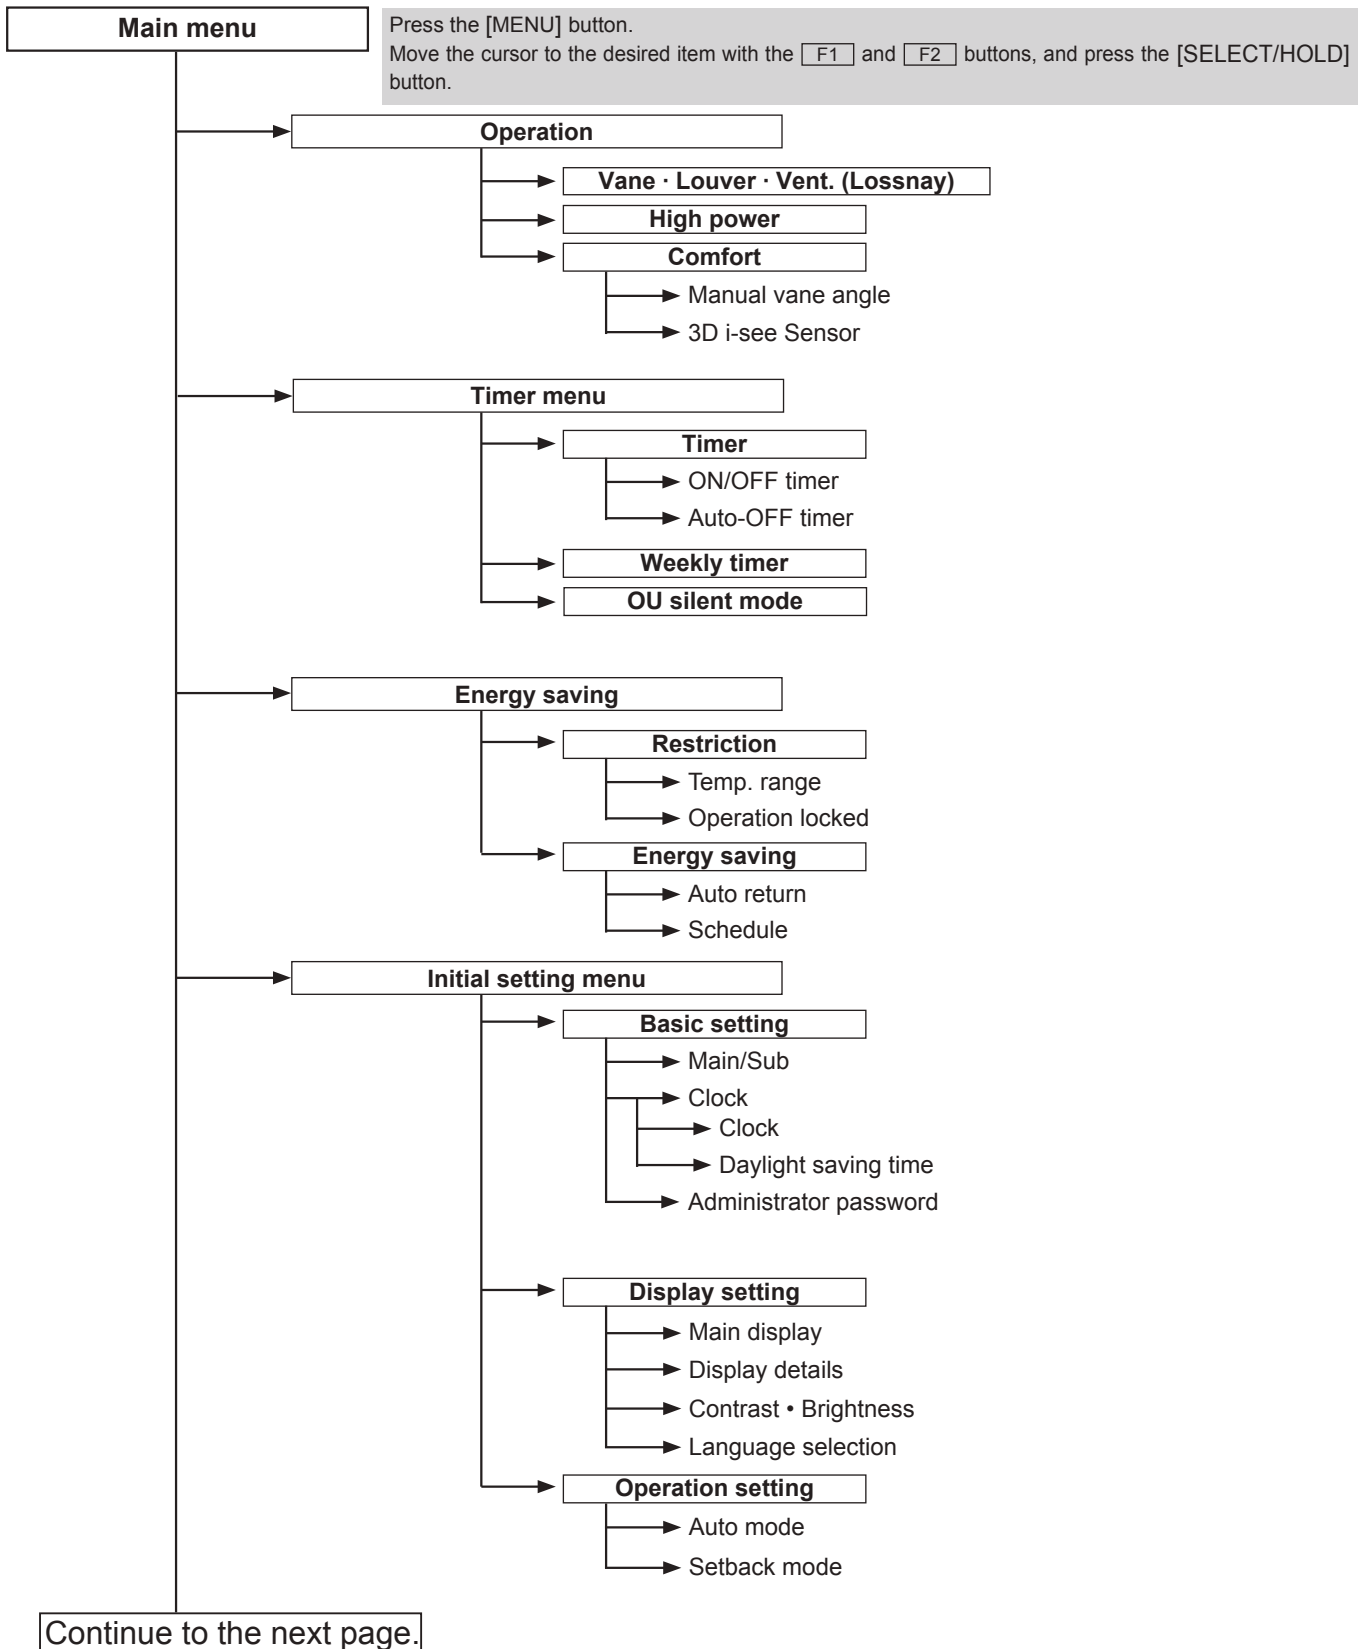 Main menu
Press the [MENU] button.
Move the cursor to the desired item with the F1 and F2 buttons, and press the [SELECT/HOLD]
button.
Operation
Vane · Louver · Vent. (Lossnay)
High power
Comfort
Manual vane angle
3D i-see Sensor
Timer menu
Timer
ON/OFF timer
Auto-OFF timer
Weekly timer
OU silent mode
Energy saving
Restriction
Temp. range
Operation locked
Energy saving
Auto return
Schedule
Initial setting menu
Basic setting
Main/Sub
Clock
Clock
Daylight saving time
Administrator password
Display setting
Main display
Display details
Contrast • Brightness
Language selection
Operation setting
Auto mode
Setback mode
Continue to the next page.